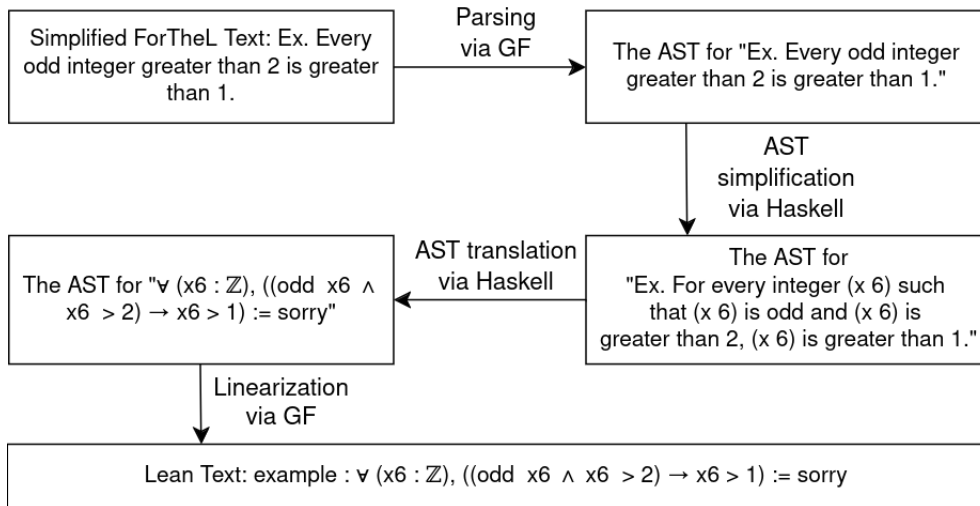 Simplified ForTheL Text: Ex. Every
odd integer greater than 2 is greater
than 1.
Parsing
via GF
The AST for "Ex. Every odd integer
greater than 2 is greater than 1."
AST
simplification
via Haskell
The AST for
"Ex. For every integer (x 6) such
that (x 6) is odd and (x 6) is
greater than 2, (x 6) is greater than 1."
AST translation
via Haskell
The AST for "∀ (x6 : ℤ), ((odd x6 ∧
x6 > 2) → x6 > 1) := sorry"
Linearization
via GF
Lean Text: example : ∀ (x6 : ℤ), ((odd x6 ∧ x6 > 2) → x6 > 1) := sorry